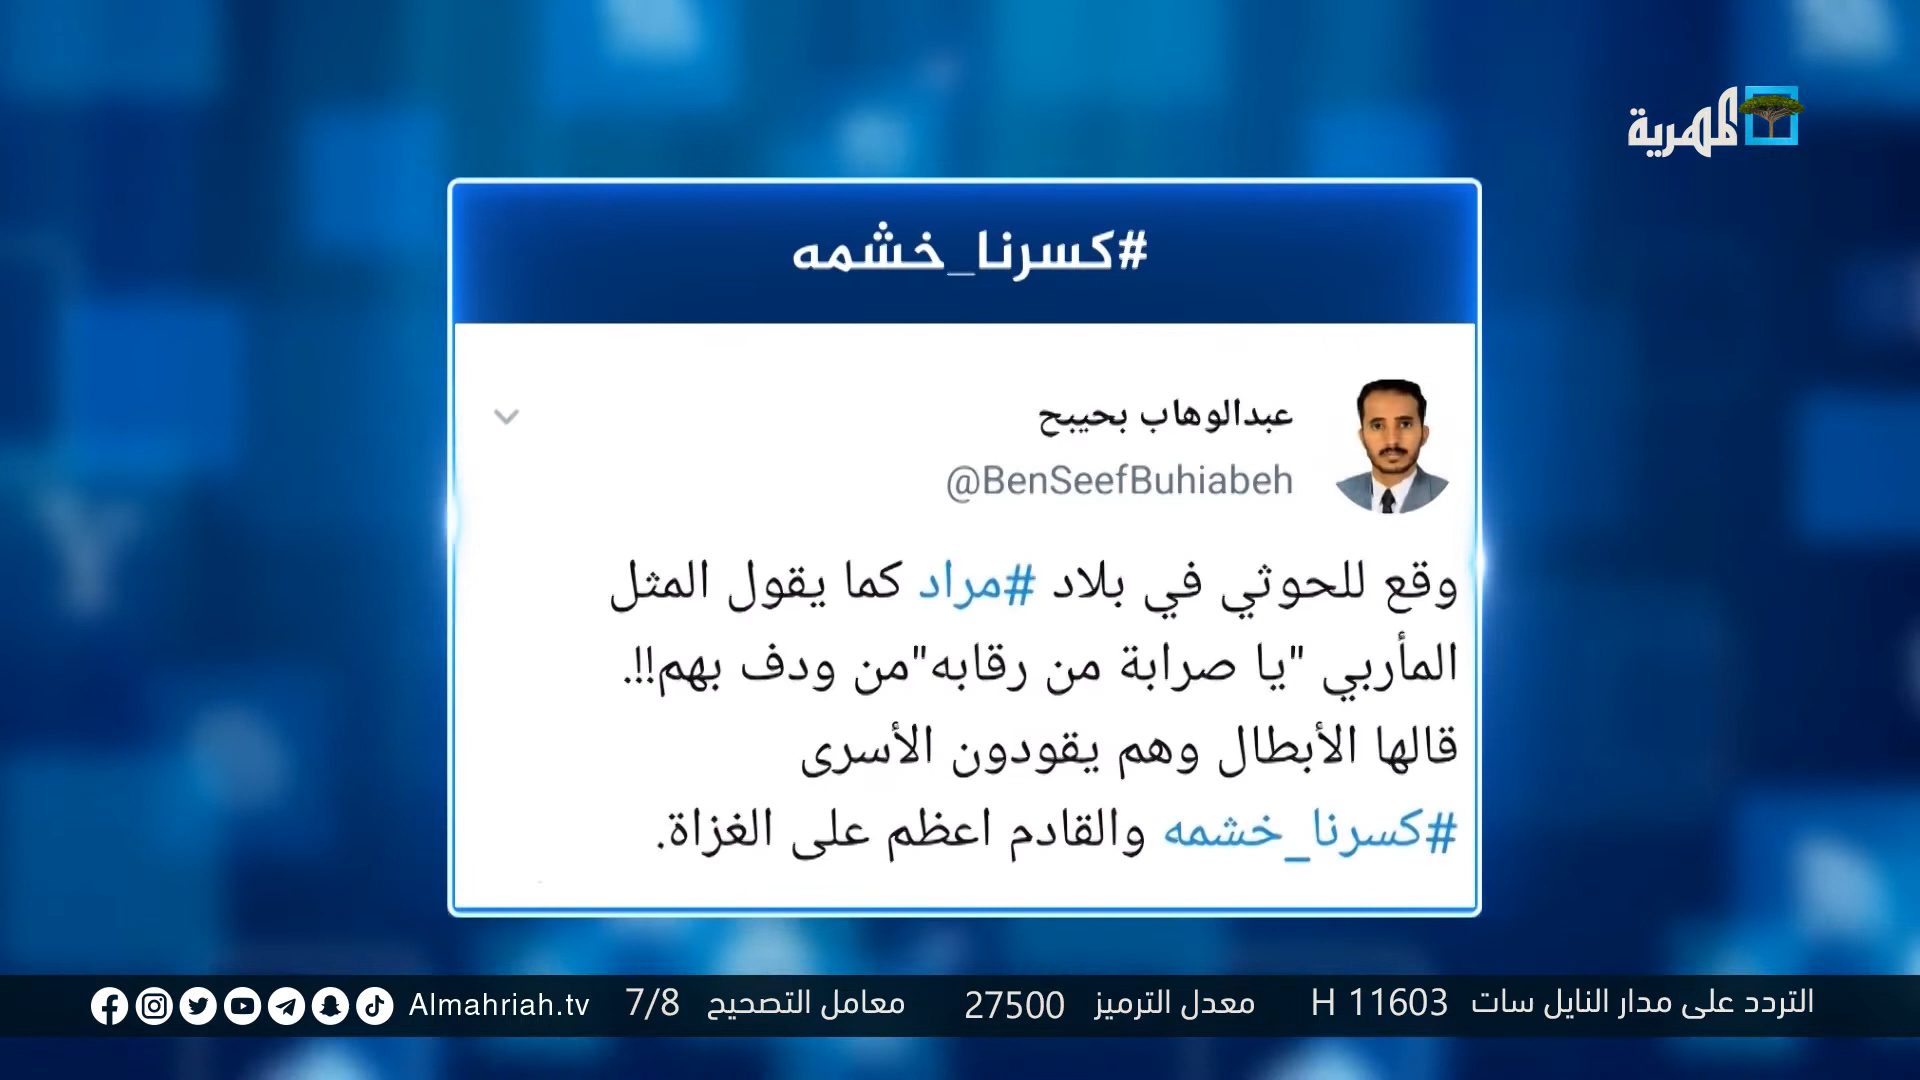 المهرية
#كسرنا_خشمه
عبدالوهاب بحيبح
@BenSeefBuhiabeh
وقع للحوثي في بلاد #مراد كما يقول المثل
المأربي "يا صرابة من رقابه"من ودف بهم!!.
قالها الأبطال وهم يقودون الأسرى
#كسرنا_خشمه والقادم اعظم على الغزاة.
التردد على مدار النايل سات H 11603 معدل الترميز 27500 معامل التصحيح 7/8 Almahriah.tv